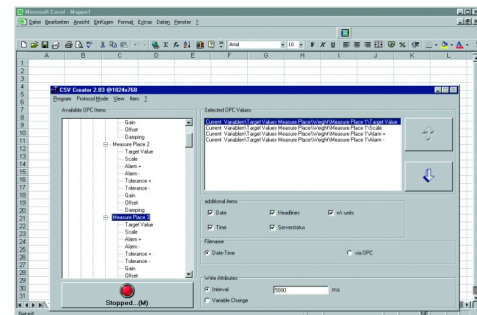 Microsoft Excel - Mappe1
Datei Bearbeiten Ansicht Einfügen Format Extras Daten Fenster ?
Arial 10 F K U
A B C D E F G H I J K L
CSV Creator 2.03 @1024x768
Program Protocol Mode View Item ?
Available OPC Items
Gain
Offset
Damping
Measure Place 2
Target Value
Scale
Alarm +
Alarm -
Tolerance +
Tolerance -
Gain
Offset
Damping
Measure Place 3
Target Value
Scale
Alarm +
Alarm -
Tolerance +
Tolerance -
Gain
Offset
Stopped...(M)
Selected OPC Values
Current Variablen\Target Values Measure Place\Weight\Measure Place 1\Target Value
Current Variablen\Target Values Measure Place\Weight\Measure Place 1\Scale
Current Variablen\Target Values Measure Place\Weight\Measure Place 1\Alarm +
Current Variablen\Target Values Measure Place\Weight\Measure Place 1\Alarm -
additional items
Date Headlines w\ units
Time Serverstatus
Filename
Date-Time via OPC
Write Attributes
Interval 5000 ms
Variable Change
1
2
3
4
5
6
7
8
9
10
11
12
13
14
15
16
17
18
19
20
21
22
23
24
25
26
27
28
29
30
31
Bereit NF